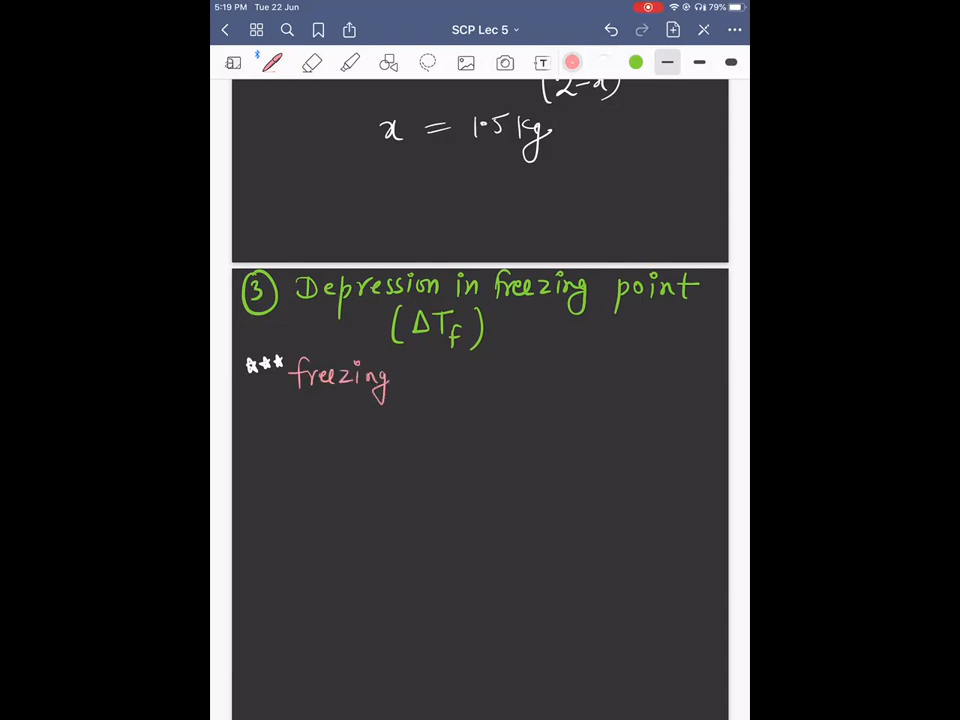 5:19 PM Tue 22 Jun 79%
SCP Lec 5
T
(2-x)
x = 1.5 kg
③ Depression in freezing point
(ΔTf)
*** freezing